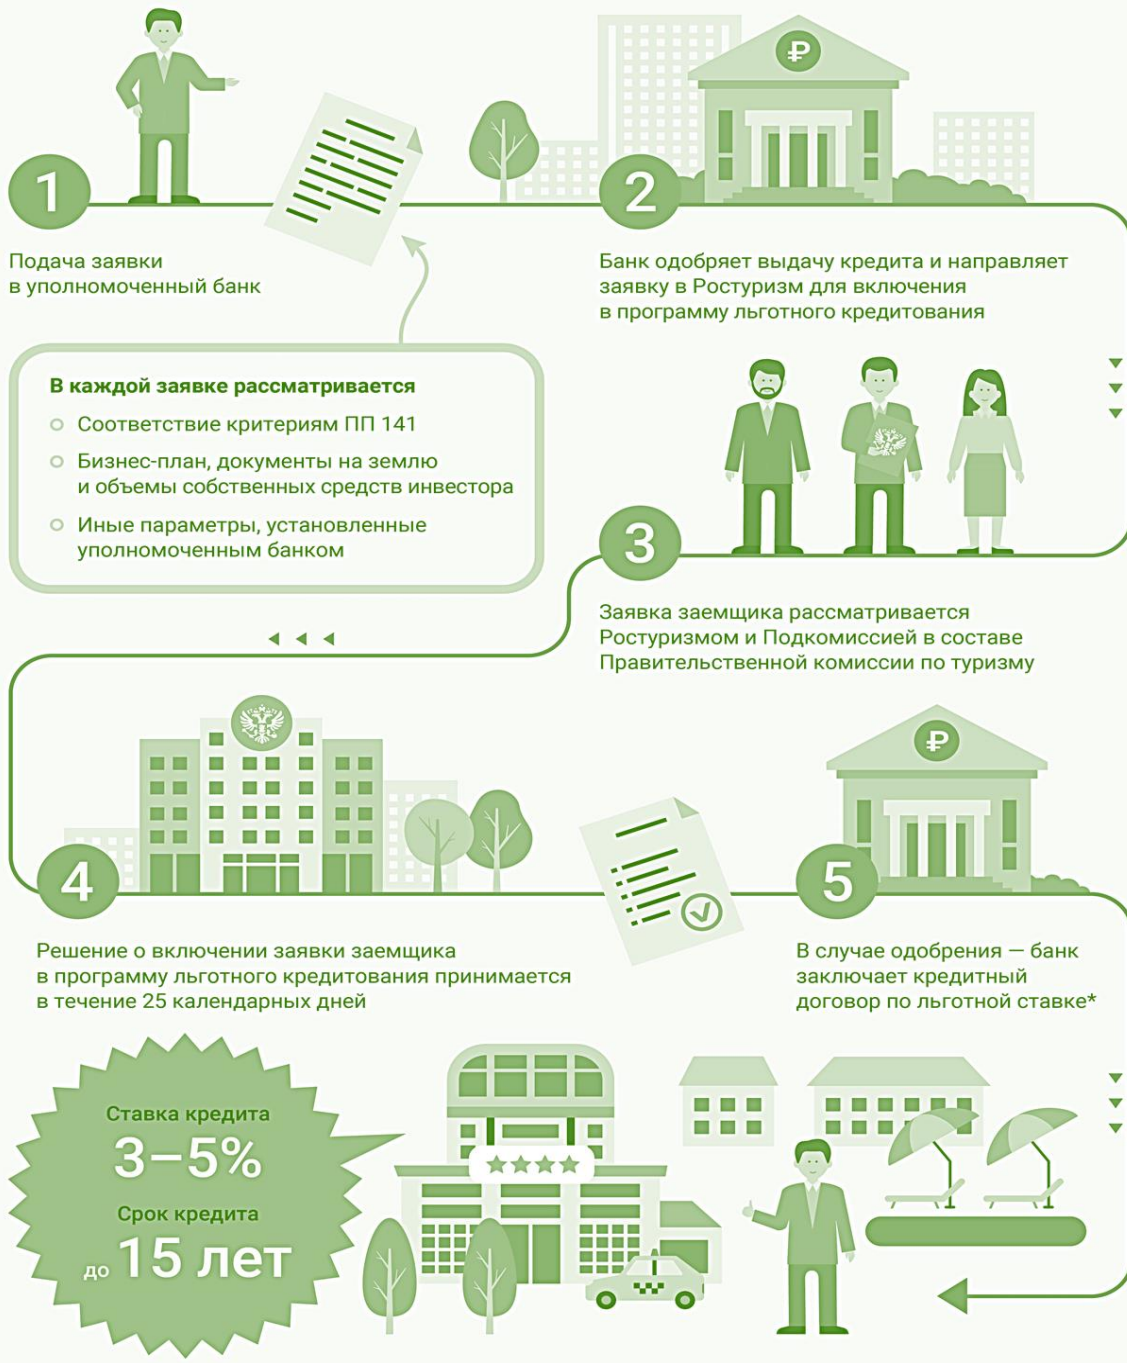 ₽
1
2
Подача заявки
в уполномоченный банк
Банк одобряет выдачу кредита и направляет
заявку в Ростуризм для включения
в программу льготного кредитования
В каждой заявке рассматривается
Соответствие критериям ПП 141
Бизнес-план, документы на землю
и объемы собственных средств инвестора
Иные параметры, установленные
уполномоченным банком
3
Заявка заемщика рассматривается
Ростуризмом и Подкомиссией в составе
Правительственной комиссии по туризму
₽
4
5
Решение о включении заявки заемщика
в программу льготного кредитования принимается
в течение 25 календарных дней
В случае одобрения — банк
заключает кредитный
договор по льготной ставке*
Ставка кредита
3–5%
Срок кредита
до 15 лет